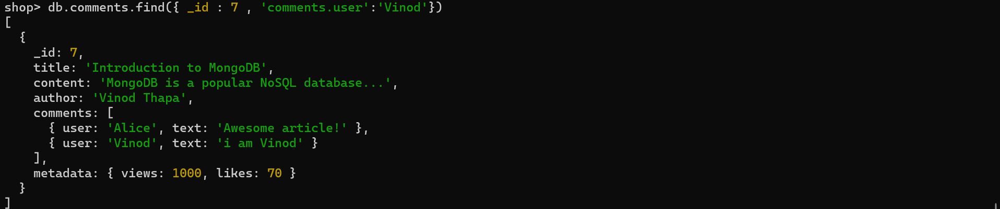 shop> db.comments.find({ _id : 7 , 'comments.user':'Vinod'})
[
  {
    _id: 7,
    title: 'Introduction to MongoDB',
    content: 'MongoDB is a popular NoSQL database...',
    author: 'Vinod Thapa',
    comments: [
      { user: 'Alice', text: 'Awesome article!' },
      { user: 'Vinod', text: 'i am Vinod' }
    ],
    metadata: { views: 1000, likes: 70 }
  }
]